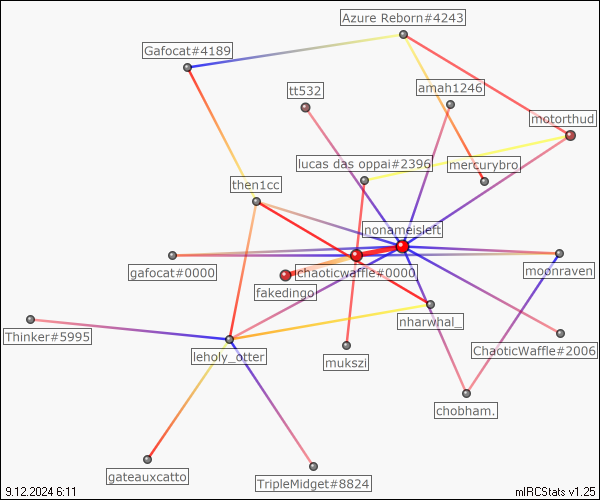 Azure Reborn#4243
Gafocat#4189
tt532
amah1246
motorthud
lucas das oppai#2396
mercurybro
then1cc
nonameisleft
gafocat#0000
chaoticwaffle#0000
moonraven
fakedingo
nharwhal_
Thinker#5995
leholy_otter
mukszi
ChaoticWaffle#2006
chobham.
gateauxcatto
TripleMidget#8824
9.12.2024 6:11
mIRCStats v1.25